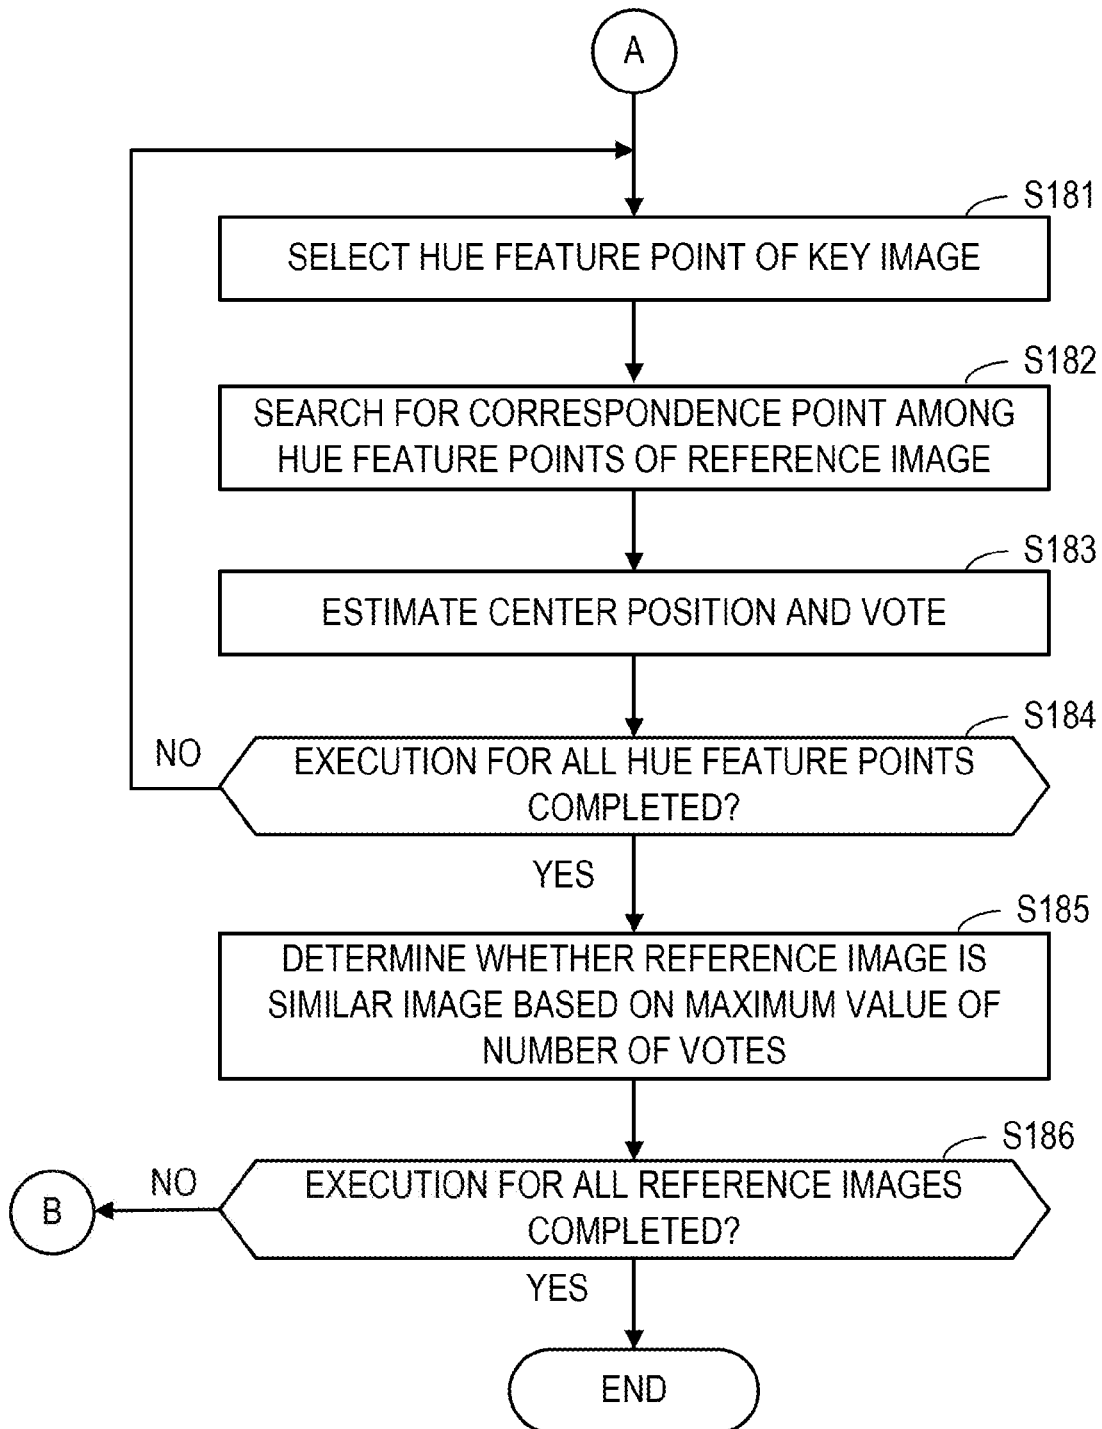 A
S181
SELECT HUE FEATURE POINT OF KEY IMAGE
S182
SEARCH FOR CORRESPONDENCE POINT AMONG
HUE FEATURE POINTS OF REFERENCE IMAGE
S183
ESTIMATE CENTER POSITION AND VOTE
S184
NO
EXECUTION FOR ALL HUE FEATURE POINTS
COMPLETED?
YES
S185
DETERMINE WHETHER REFERENCE IMAGE IS
SIMILAR IMAGE BASED ON MAXIMUM VALUE OF
NUMBER OF VOTES
S186
B
NO
EXECUTION FOR ALL REFERENCE IMAGES
COMPLETED?
YES
END